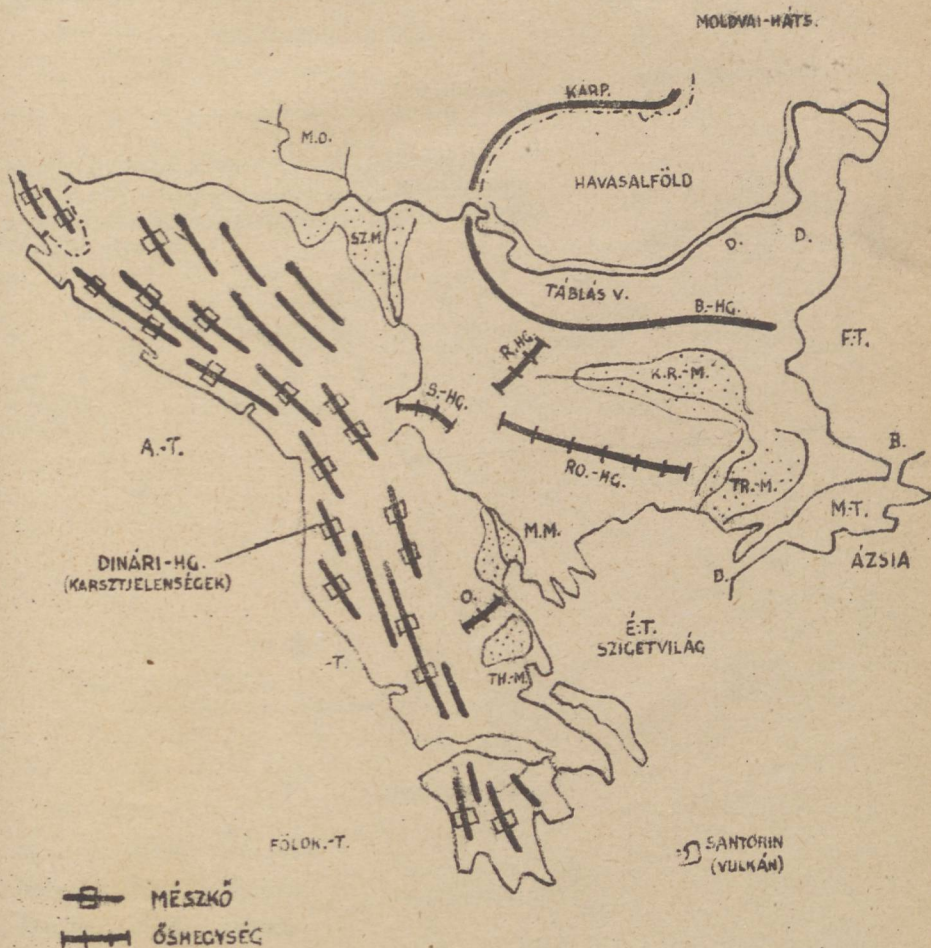 MOLDVAI-HÁTS.
KÁRP.
M.O.
HAVASALFÖLD
SZ.M.
D.
D.
TÁBLÁS V.
B.-HG.
F.T.
R.HG.
K.R.-M.
S.-HG.
A.-T.
RO.-HG.
B.
TR.-M.
M.-T.
M.M.
DINÁRI-HG.
(KARSZTJELENSÉGEK)
ÁZSIA
D.
O.
É.T.
SZIGETVILÁG
-T.
TH.-M.
FÖLDK.-T.
SANTORIN
(VULKÁN)
MÉSZKŐ
ŐSHEGYSÉG